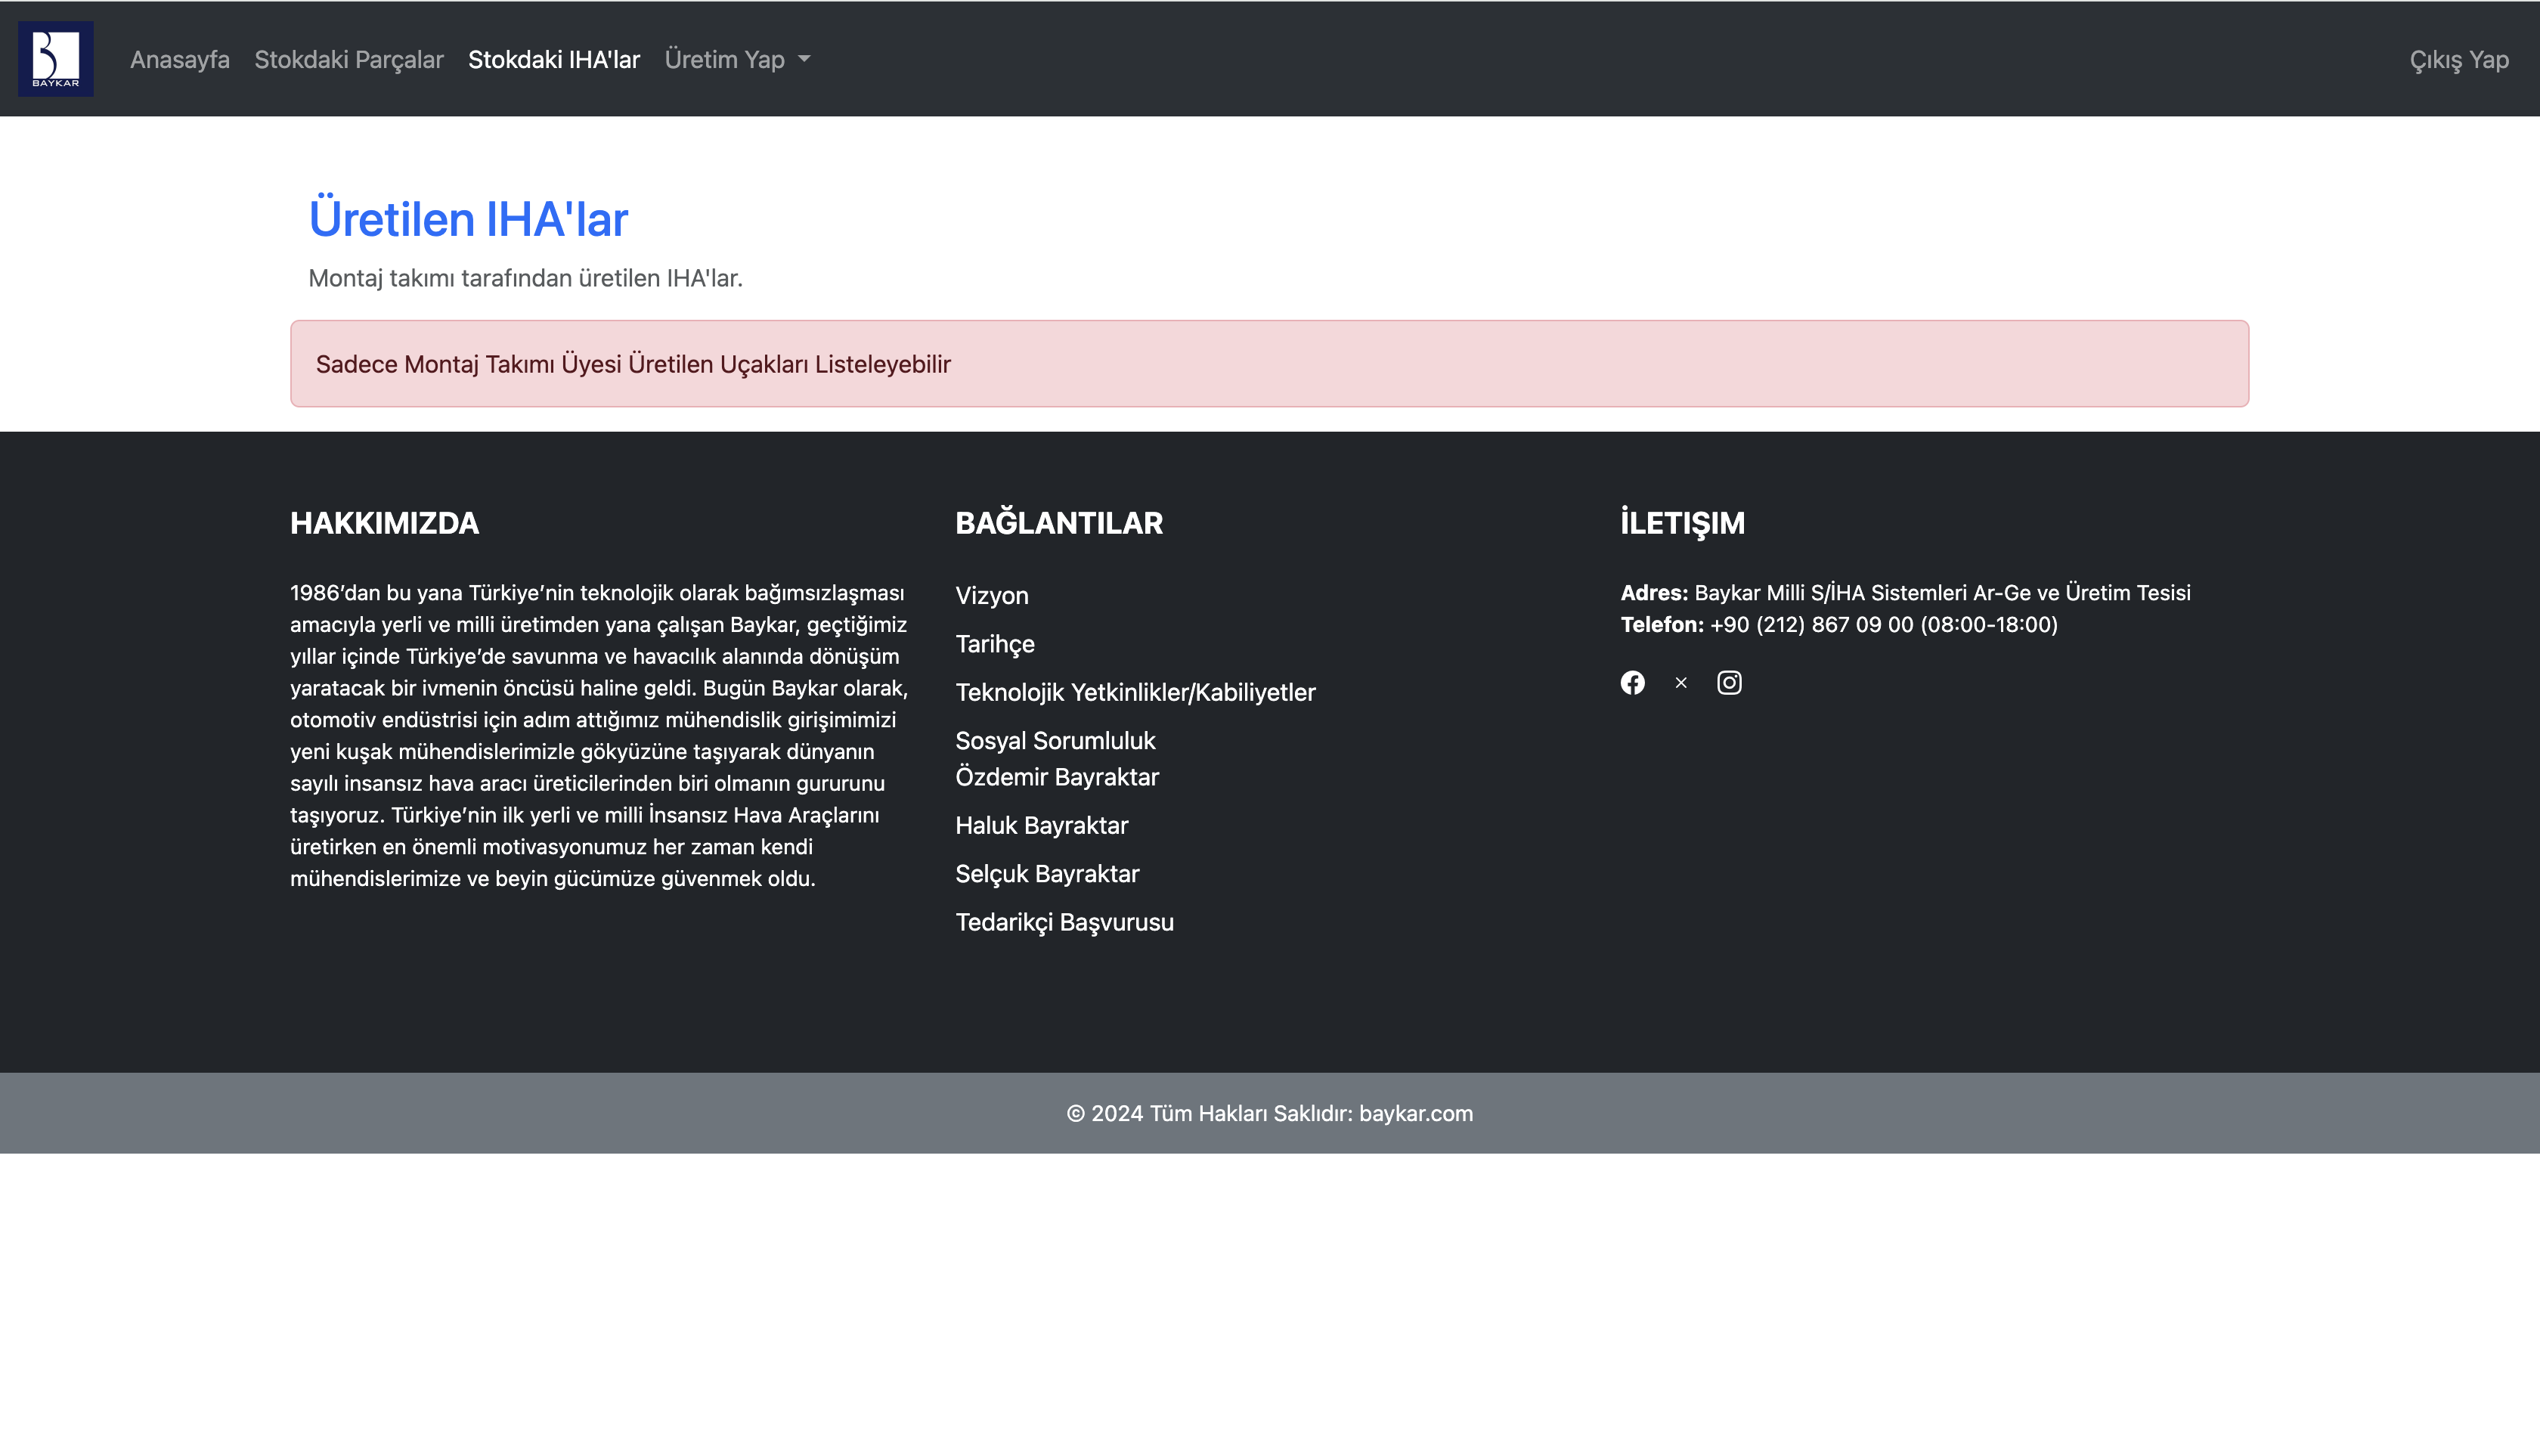 BAYKAR
Anasayfa
Stokdaki Parçalar
Stokdaki IHA'lar
Üretim Yap
Çıkış Yap
Üretilen IHA'lar
Montaj takımı tarafından üretilen IHA'lar.
Sadece Montaj Takımı Üyesi Üretilen Uçakları Listeleyebilir
HAKKIMIZDA
1986’dan bu yana Türkiye’nin teknolojik olarak bağımsızlaşması
amacıyla yerli ve milli üretimden yana çalışan Baykar, geçtiğimiz
yıllar içinde Türkiye’de savunma ve havacılık alanında dönüşüm
yaratacak bir ivmenin öncüsü haline geldi. Bugün Baykar olarak,
otomotiv endüstrisi için adım attığımız mühendislik girişimimizi
yeni kuşak mühendislerimizle gökyüzüne taşıyarak dünyanın
sayılı insansız hava aracı üreticilerinden biri olmanın gururunu
taşıyoruz. Türkiye’nin ilk yerli ve milli İnsansız Hava Araçlarını
üretirken en önemli motivasyonumuz her zaman kendi
mühendislerimize ve beyin gücümüze güvenmek oldu.
BAĞLANTILAR
Vizyon
Tarihçe
Teknolojik Yetkinlikler/Kabiliyetler
Sosyal Sorumluluk
Özdemir Bayraktar
Haluk Bayraktar
Selçuk Bayraktar
Tedarikçi Başvurusu
İLETIŞIM
Adres: Baykar Milli S/İHA Sistemleri Ar-Ge ve Üretim Tesisi
Telefon: +90 (212) 867 09 00 (08:00-18:00)
© 2024 Tüm Hakları Saklıdır: baykar.com